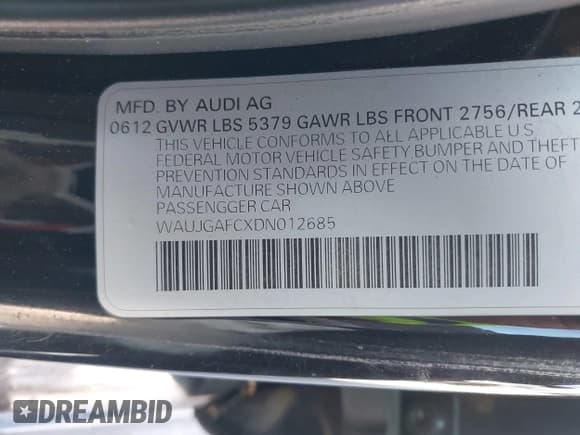 MFD. BY AUDI AG
0612 GVWR LBS 5379 GAWR LBS FRONT 2756/REAR 2
THIS VEHICLE CONFORMS TO ALL APPLICABLE U S
FEDERAL MOTOR VEHICLE SAFETY, BUMPER AND THEFT
PREVENTION STANDARDS IN EFFECT ON THE DATE OF
MANUFACTURE SHOWN ABOVE
PASSENGGER CAR
WAUJGAFCXDN012685
DREAMBID